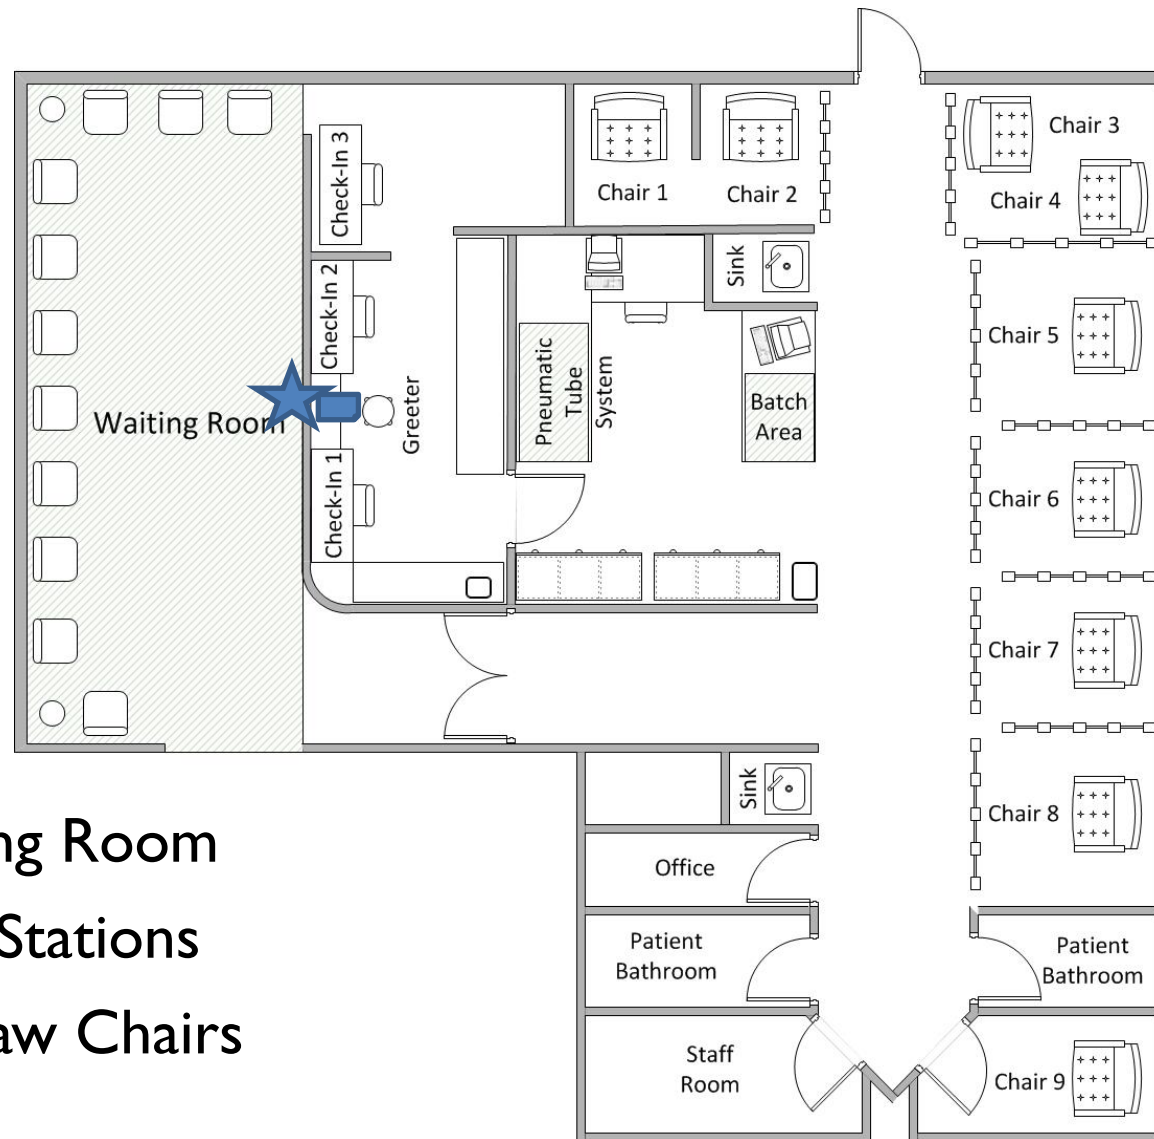 Check-In 3
Chair 1
Chair 2
Chair 3
Chair 4
Check-In 2
Sink
Chair 5
Pneumatic
Tube
System
Greeter
Batch
Area
Waiting Room
Check-In 1
Chair 6
Chair 7
Sink
Chair 8
ng Room
Office
Stations
Patient
Bathroom
Patient
Bathroom
aw Chairs
Staff
Room
Chair 9